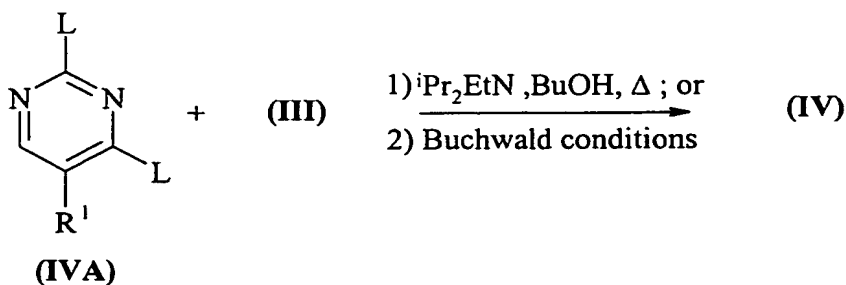 L
N N + (III) 1) ⁱPr₂EtN ,BuOH, Δ ; or (IV)
L 2) Buchwald conditions
R¹
(IVA)